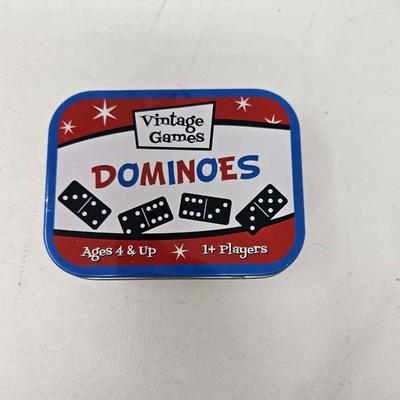 Vintage
Games
DOMINOES
Ages 4 & Up 1+ Players